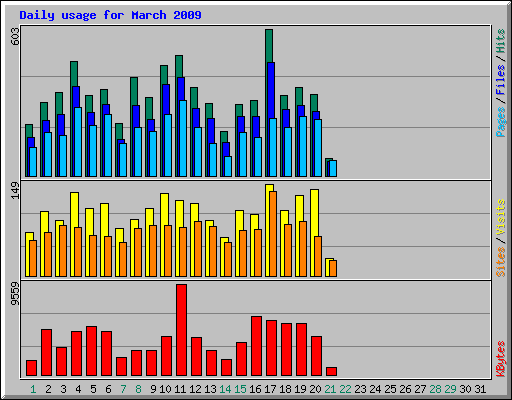 Daily usage for March 2009
603
Pages / Files / Hits
149
Sites / Visits
9559
KBytes
1 2 3 4 5 6 7 8 9 10 11 12 13 14 15 16 17 18 19 20 21 22 23 24 25 26 27 28 29 30 31